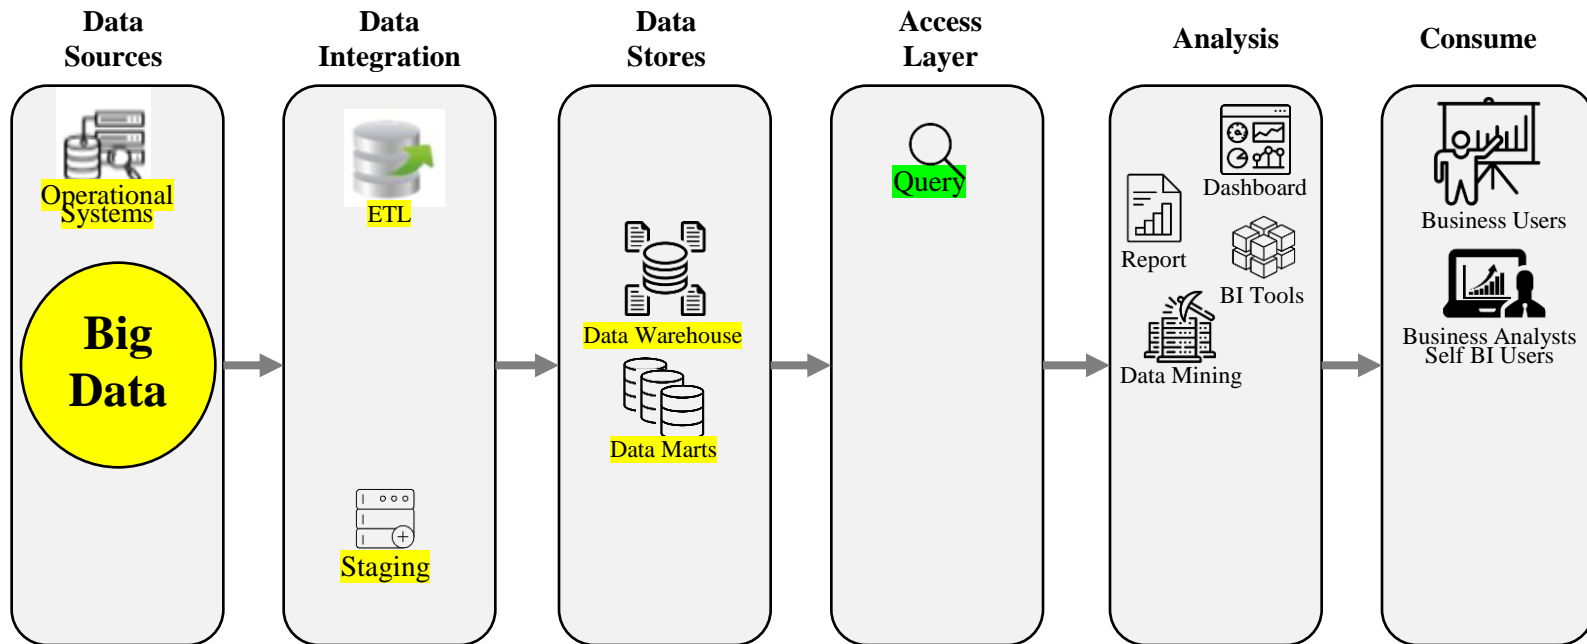 Data
Sources
Data
Integration
Data
Stores
Access
Layer
Analysis
Consume
Operational
Systems
Big
Data
ETL
Staging
Data Warehouse
Data Marts
Query
Dashboard
Report
BI Tools
Data Mining
Business Users
Business Analysts
Self BI Users